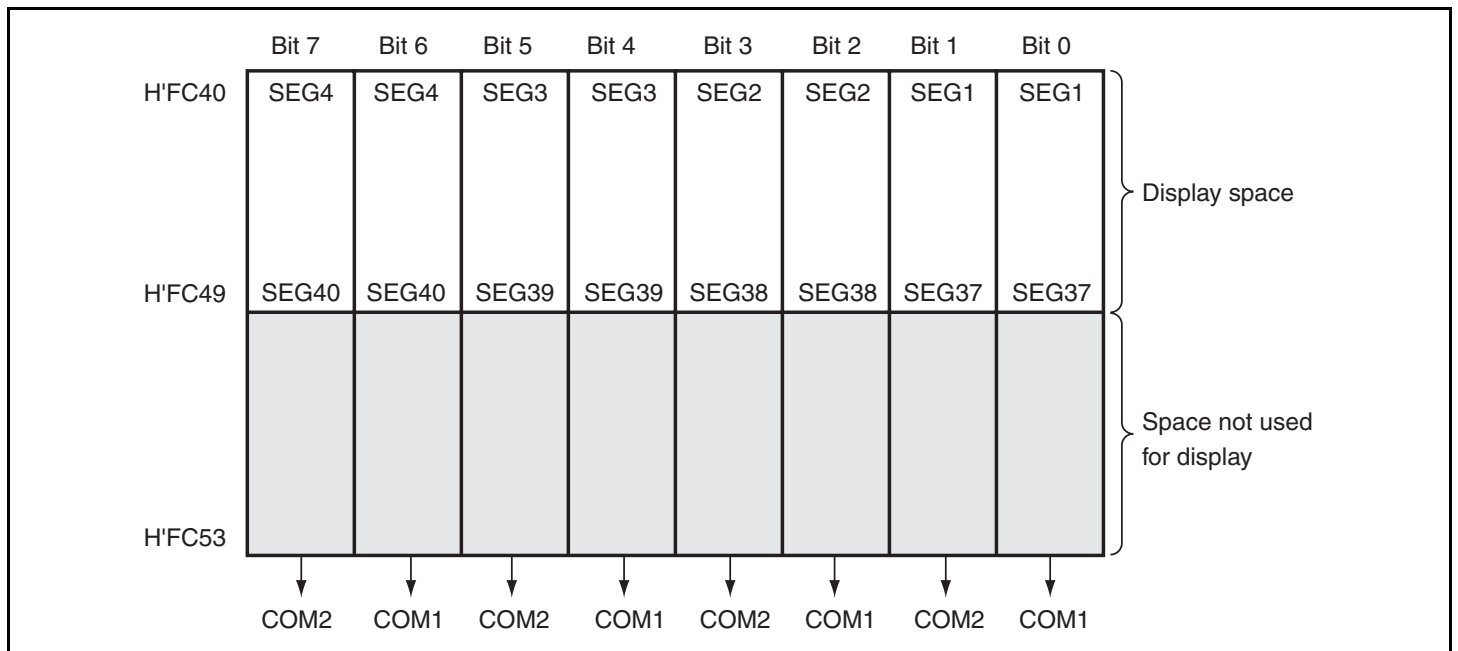 Bit 7 Bit 6 Bit 5 Bit 4 Bit 3 Bit 2 Bit 1 Bit 0
H'FC40 SEG4 SEG4 SEG3 SEG3 SEG2 SEG2 SEG1 SEG1
Display space
H'FC49 SEG40 SEG40 SEG39 SEG39 SEG38 SEG38 SEG37 SEG37
Space not used
for display
H'FC53
COM2 COM1 COM2 COM1 COM2 COM1 COM2 COM1